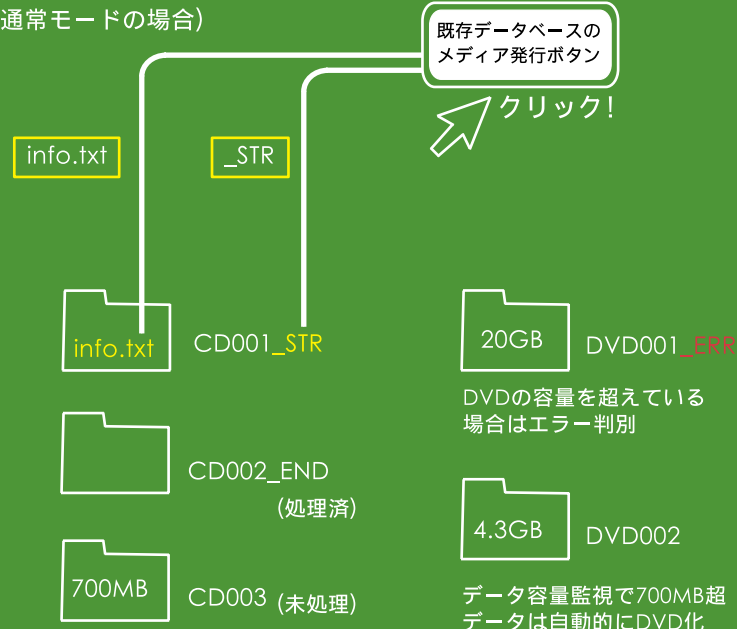 通常モードの場合)
既存データベースの
メディア発行ボタン
クリック!
info.txt
_STR
info.txt
CD001_STR
20GB
DVD001_ERR
DVDの容量を超えている
場合はエラー判別
CD002_END
(処理済)
4.3GB
DVD002
700MB
CD003 (未処理)
データ容量監視で700MB超
データは自動的にDVD化